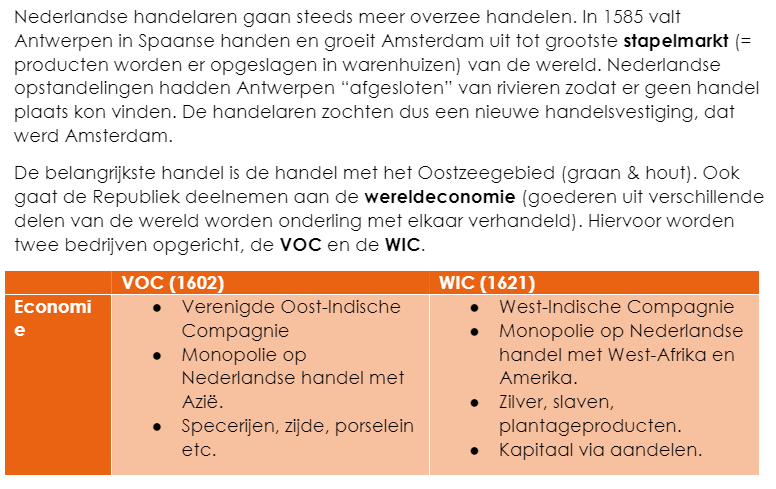 Nederlandse handelaren gaan steeds meer overzee handelen. In 1585 valt
Antwerpen in Spaanse handen en groeit Amsterdam uit tot grootste stapelmarkt (=
producten worden er opgeslagen in warenhuizen) van de wereld. Nederlandse
opstandelingen hadden Antwerpen “afgesloten” van rivieren zodat er geen handel
plaats kon vinden. De handelaren zochten dus een nieuwe handelsvestiging, dat
werd Amsterdam.
De belangrijkste handel is de handel met het Oostzeegebied (graan & hout). Ook
gaat de Republiek deelnemen aan de wereldeconomie (goederen uit verschillende
delen van de wereld worden onderling met elkaar verhandeld). Hiervoor worden
twee bedrijven opgericht, de VOC en de WIC.
VOC (1602)
WIC (1621)
Economi
e
● Verenigde Oost-Indische
Compagnie
● Monopolie op
Nederlandse handel met
Azië.
● Specerijen, zijde, porselein
etc.
● West-Indische Compagnie
● Monopolie op Nederlandse
handel met West-Afrika en
Amerika.
● Zilver, slaven,
plantageproducten.
● Kapitaal via aandelen.